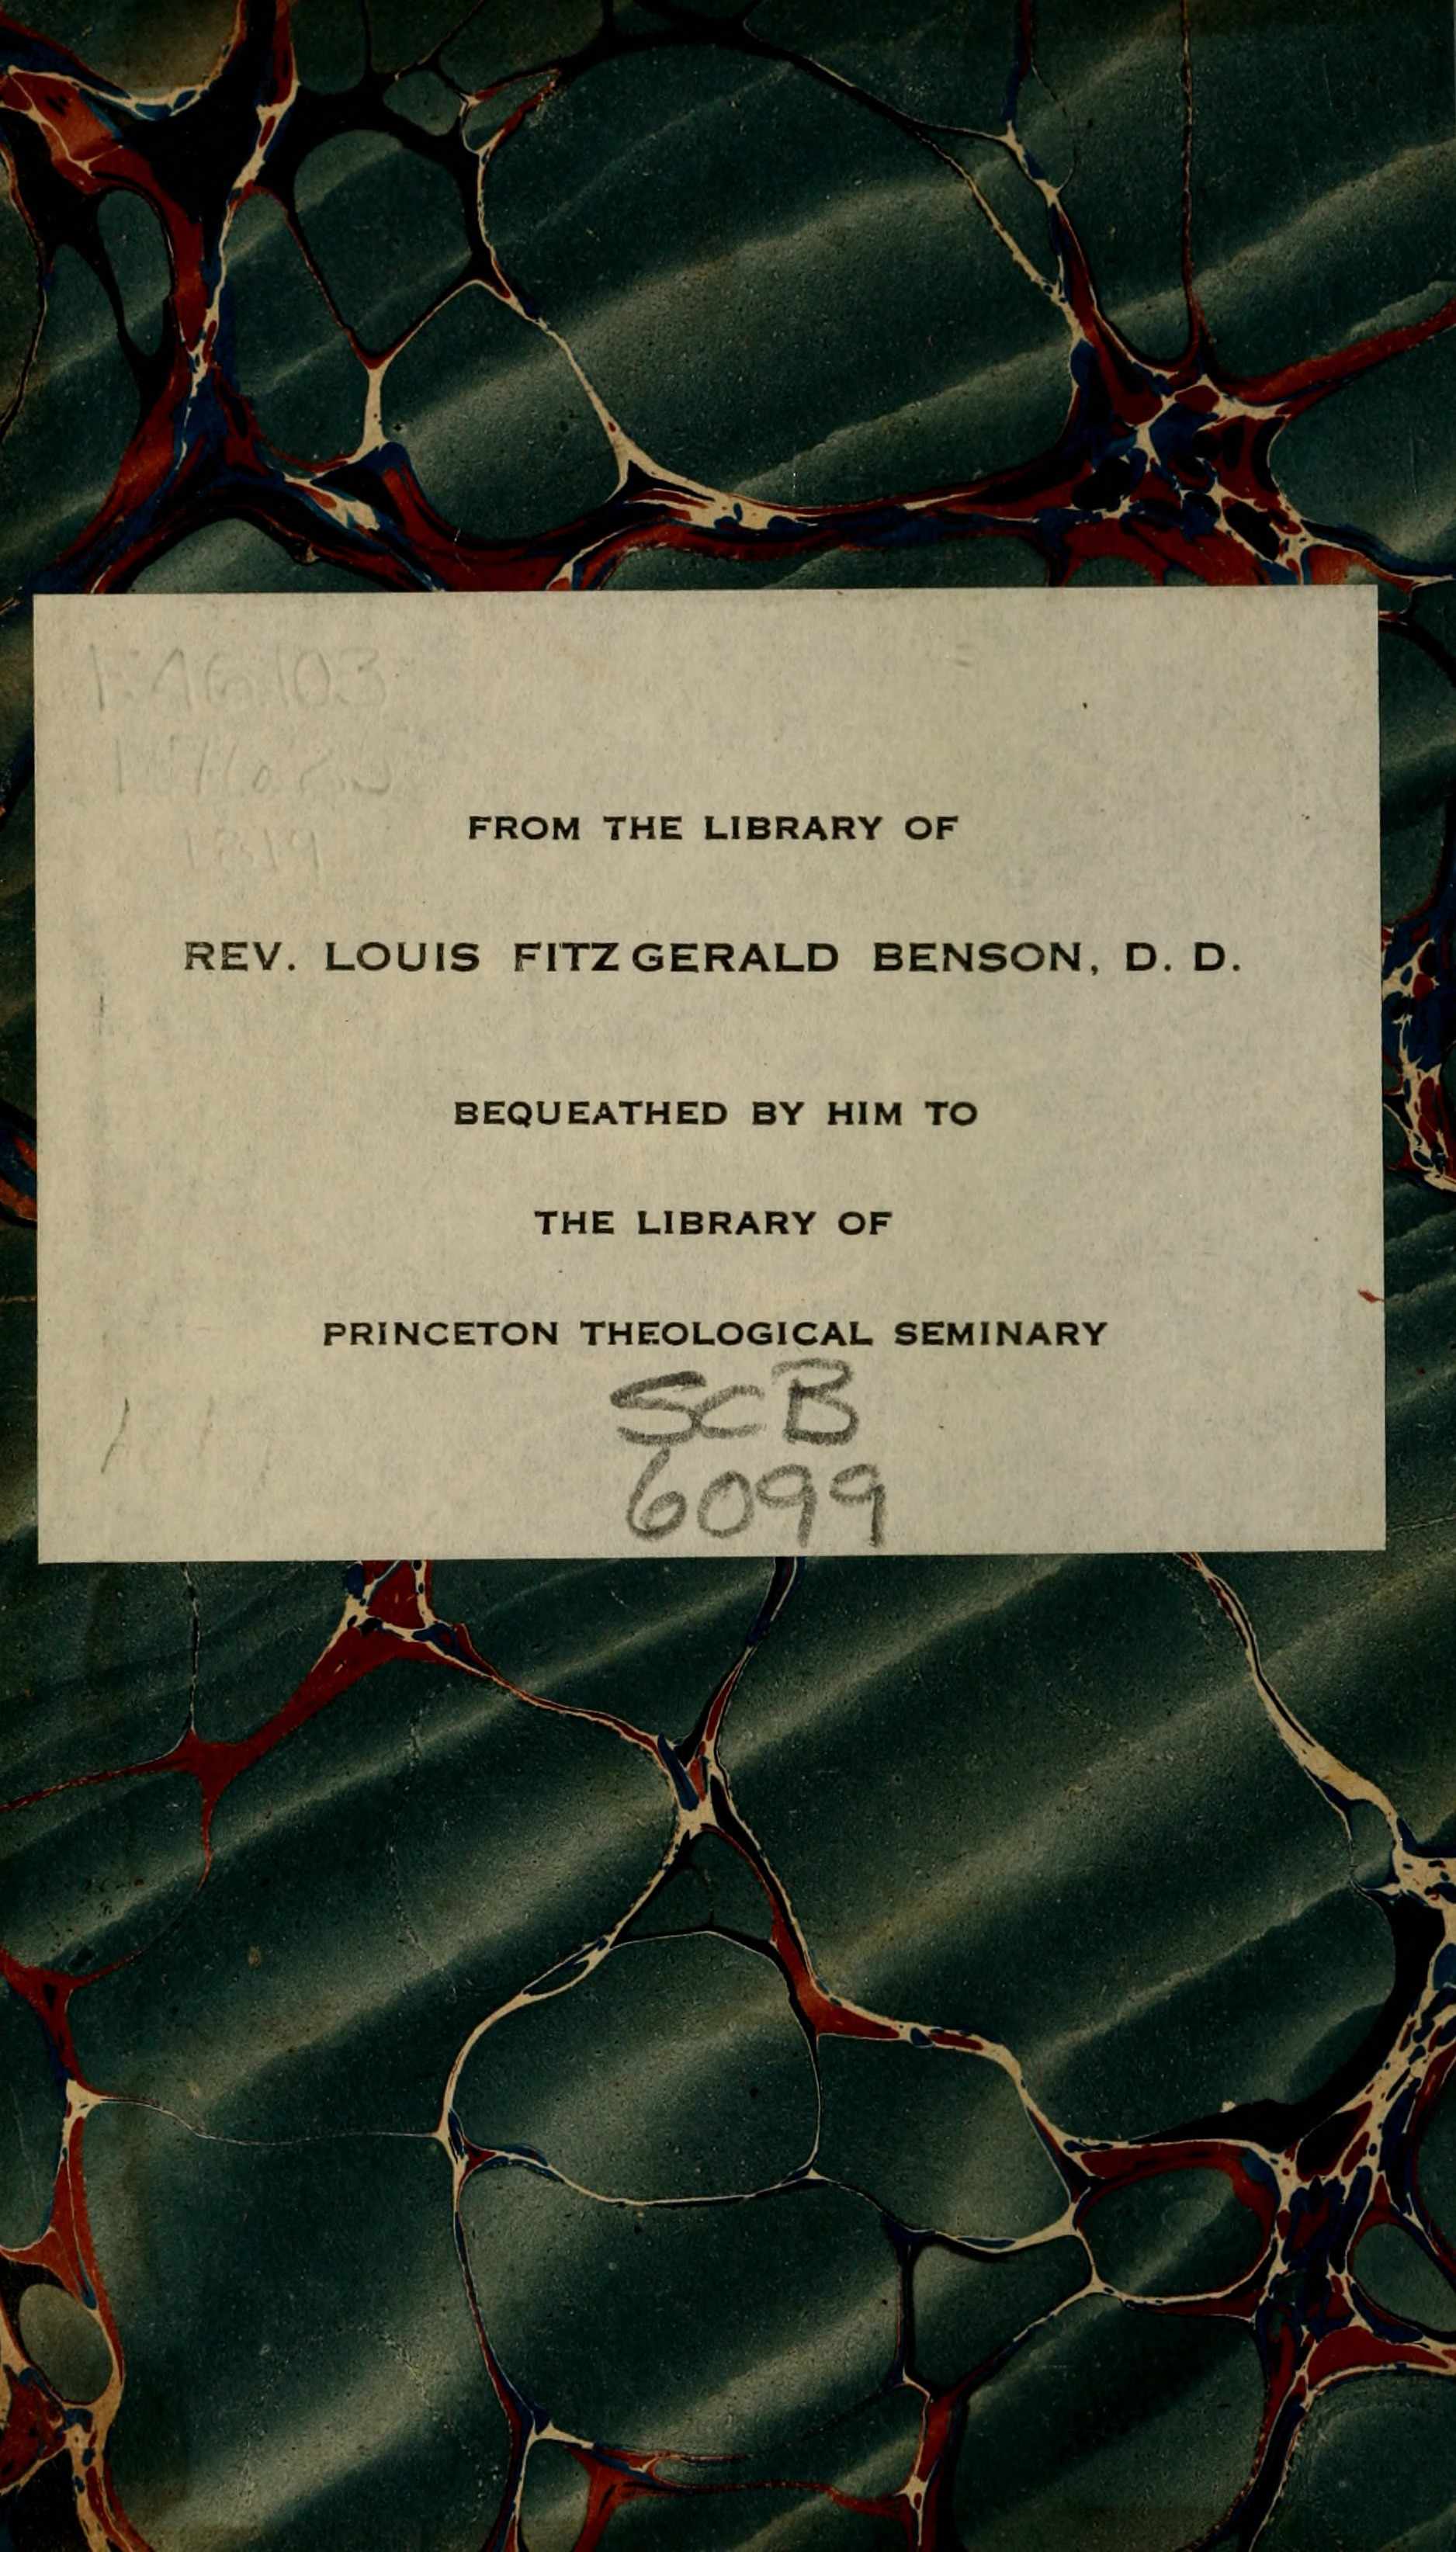 FROM THE LIBRARY OF
REV. LOUIS FITZGERALD BENSON, D. D.
BEQUEATHED BY HIM TO
THE LIBRARY OF
PRINCETON THEOLOGICAL SEMINARY
SCB
6099